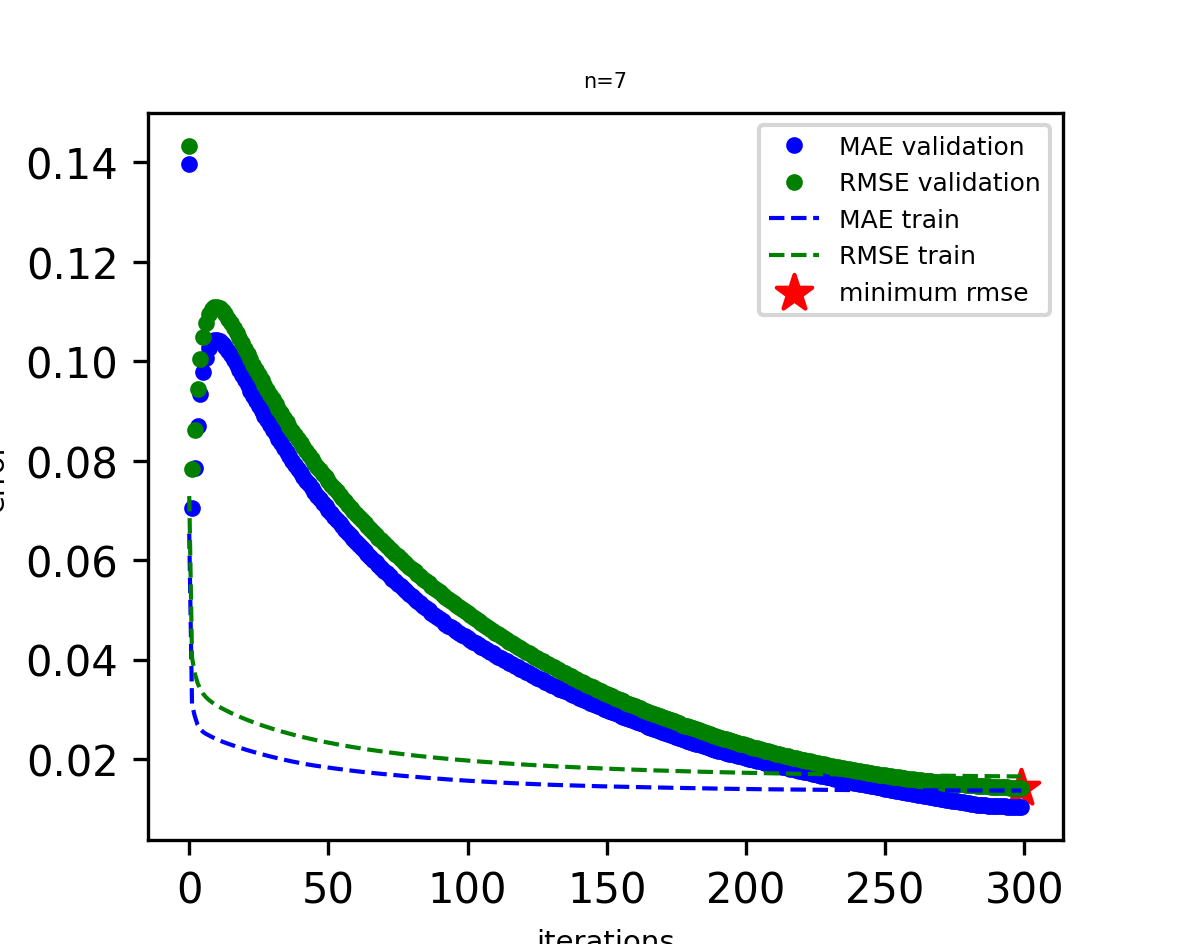 n=7
0.14
0.12
0.10
0.08
0.06
0.04
0.02
MAE validation
RMSE validation
MAE train
RMSE train
minimum rmse
0 50 100 150 200 250 300
iterations